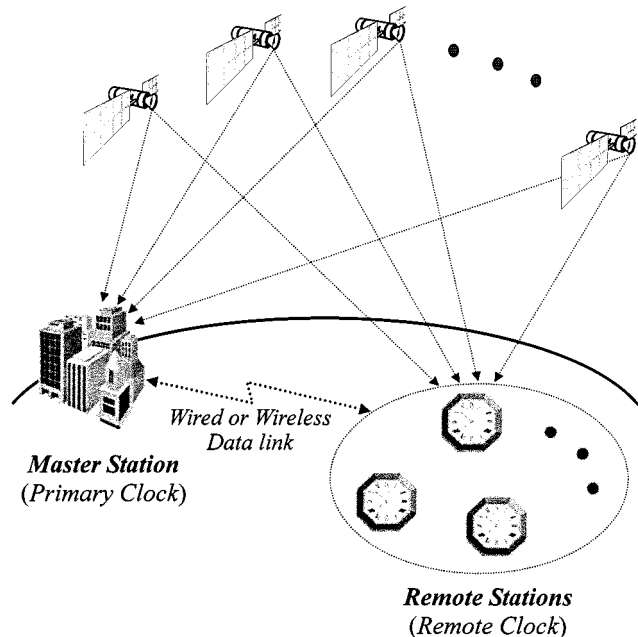 Wired or Wireless
Data link
Master Station
(Primary Clock)
Remote Stations
(Remote Clock)